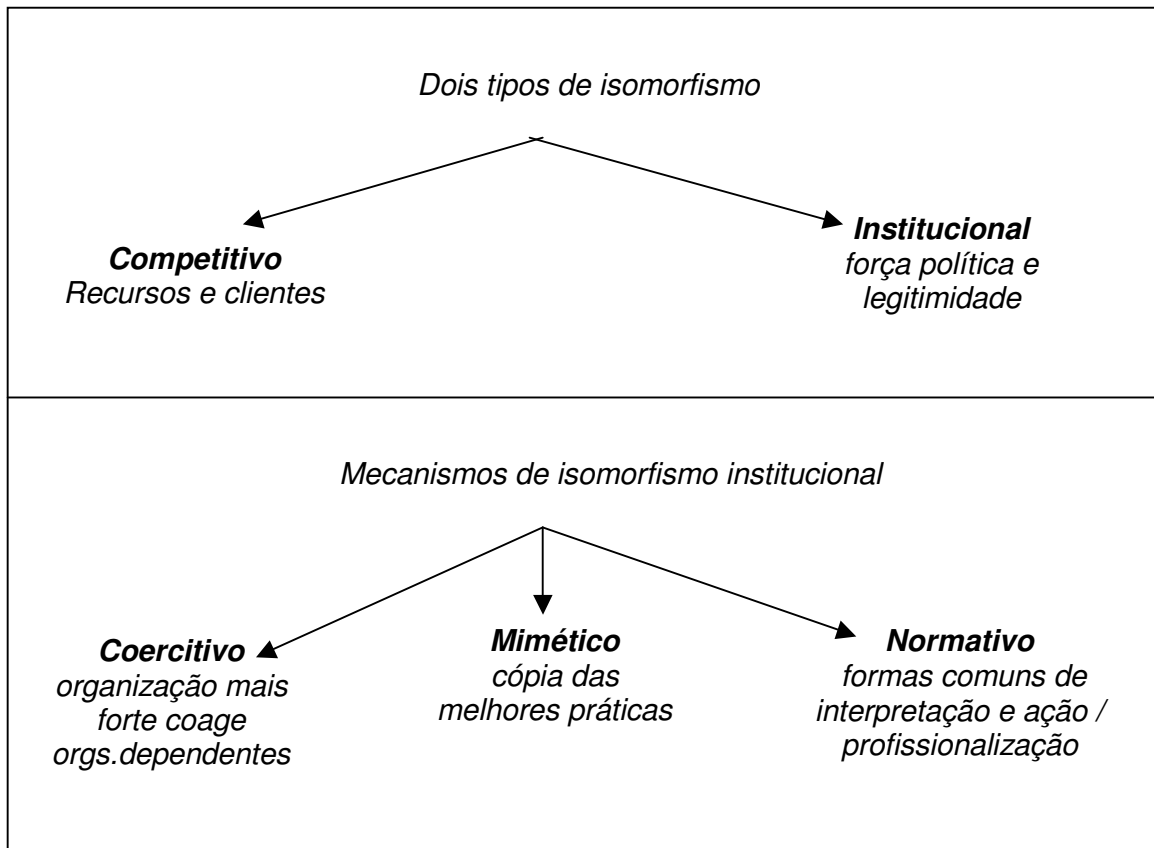 Dois tipos de isomorfismo
Competitivo
Recursos e clientes
Institucional
força política e
legitimidade
Mecanismos de isomorfismo institucional
Coercitivo
organização mais
forte coage
orgs.dependentes
Mimético
cópia das
melhores práticas
Normativo
formas comuns de
interpretação e ação /
profissionalização